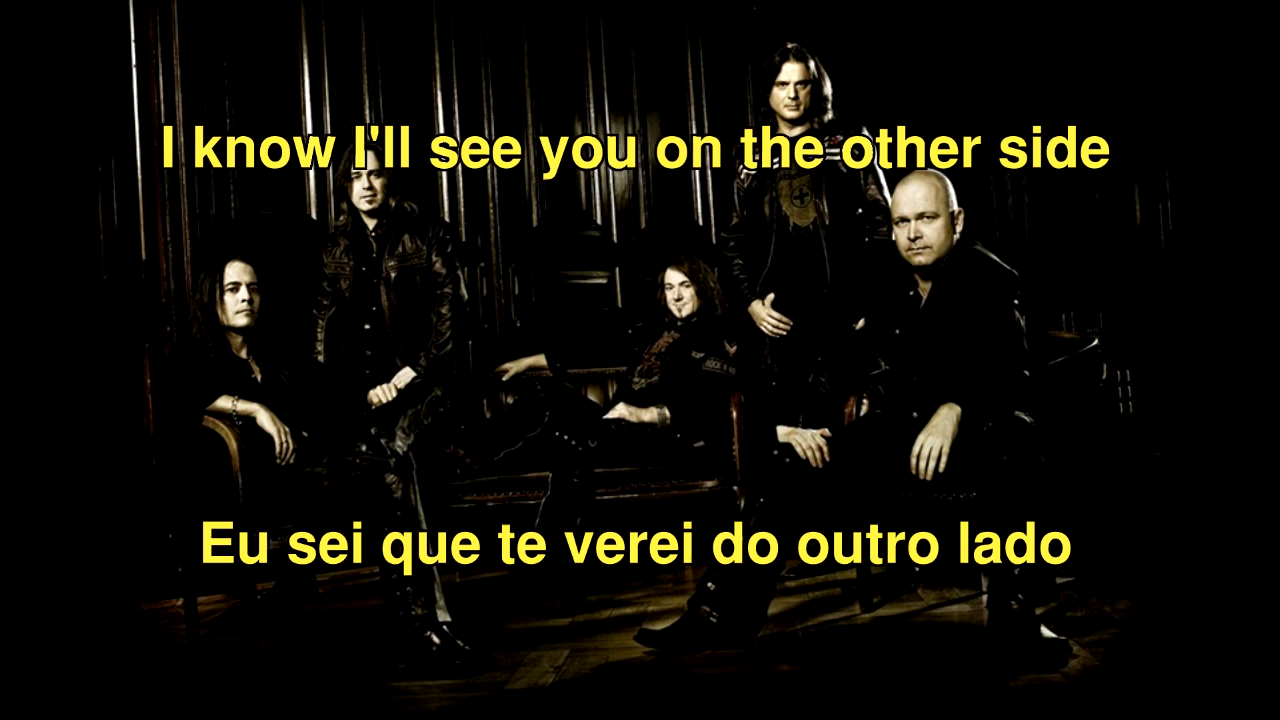 I know I'll see you on the other side
Eu sei que te verei do outro lado